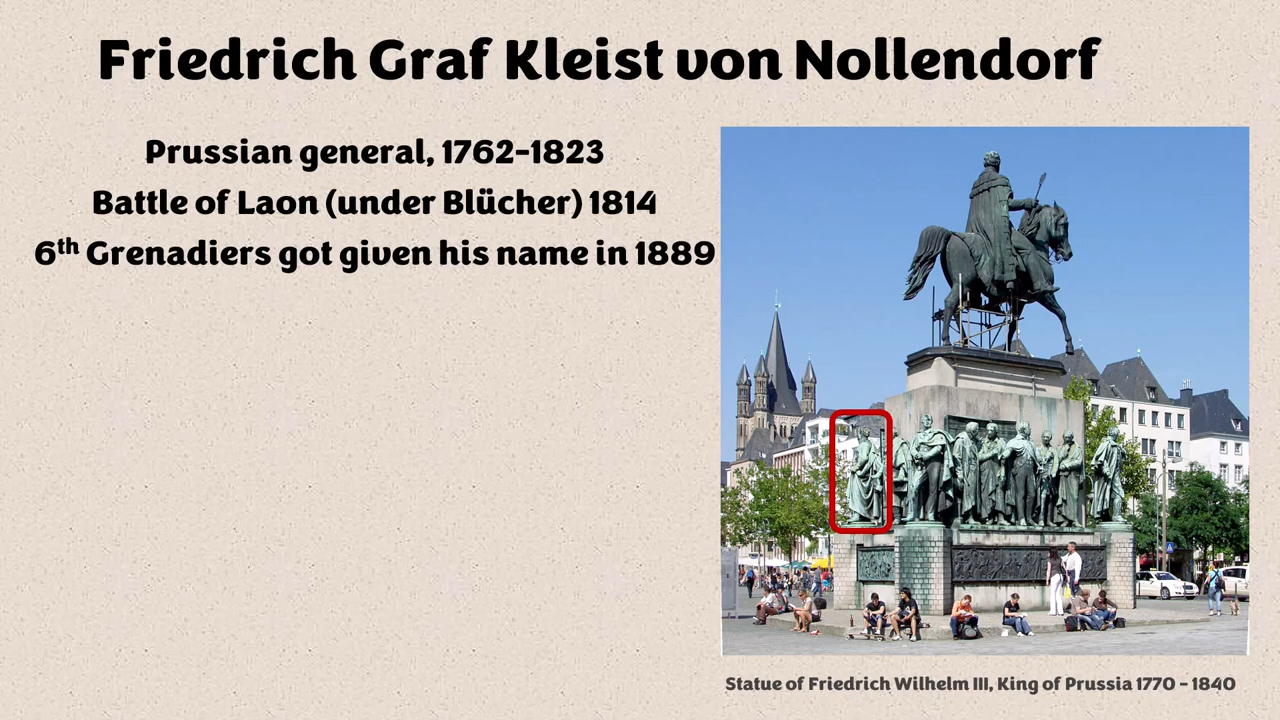 Friedrich Graf Kleist von Nollendorf
Prussian general, 1762-1823
Battle of Laon (under Blücher) 1814
6th Grenadiers got given his name in 1889
Statue of Friedrich Wilhelm III, King of Prussia 1770 - 1840